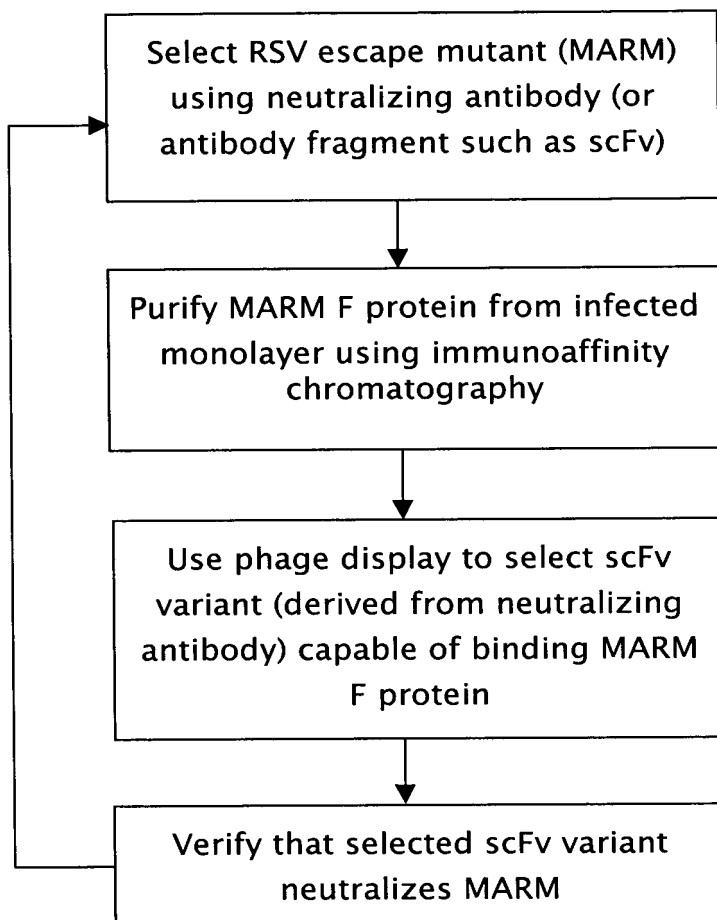 Select RSV escape mutant (MARM)
using neutralizing antibody (or
antibody fragment such as scFv)
Purify MARM F protein from infected
monolayer using immunoaffinity
chromatography
Use phage display to select scFv
variant (derived from neutralizing
antibody) capable of binding MARM
F protein
Verify that selected scFv variant
neutralizes MARM